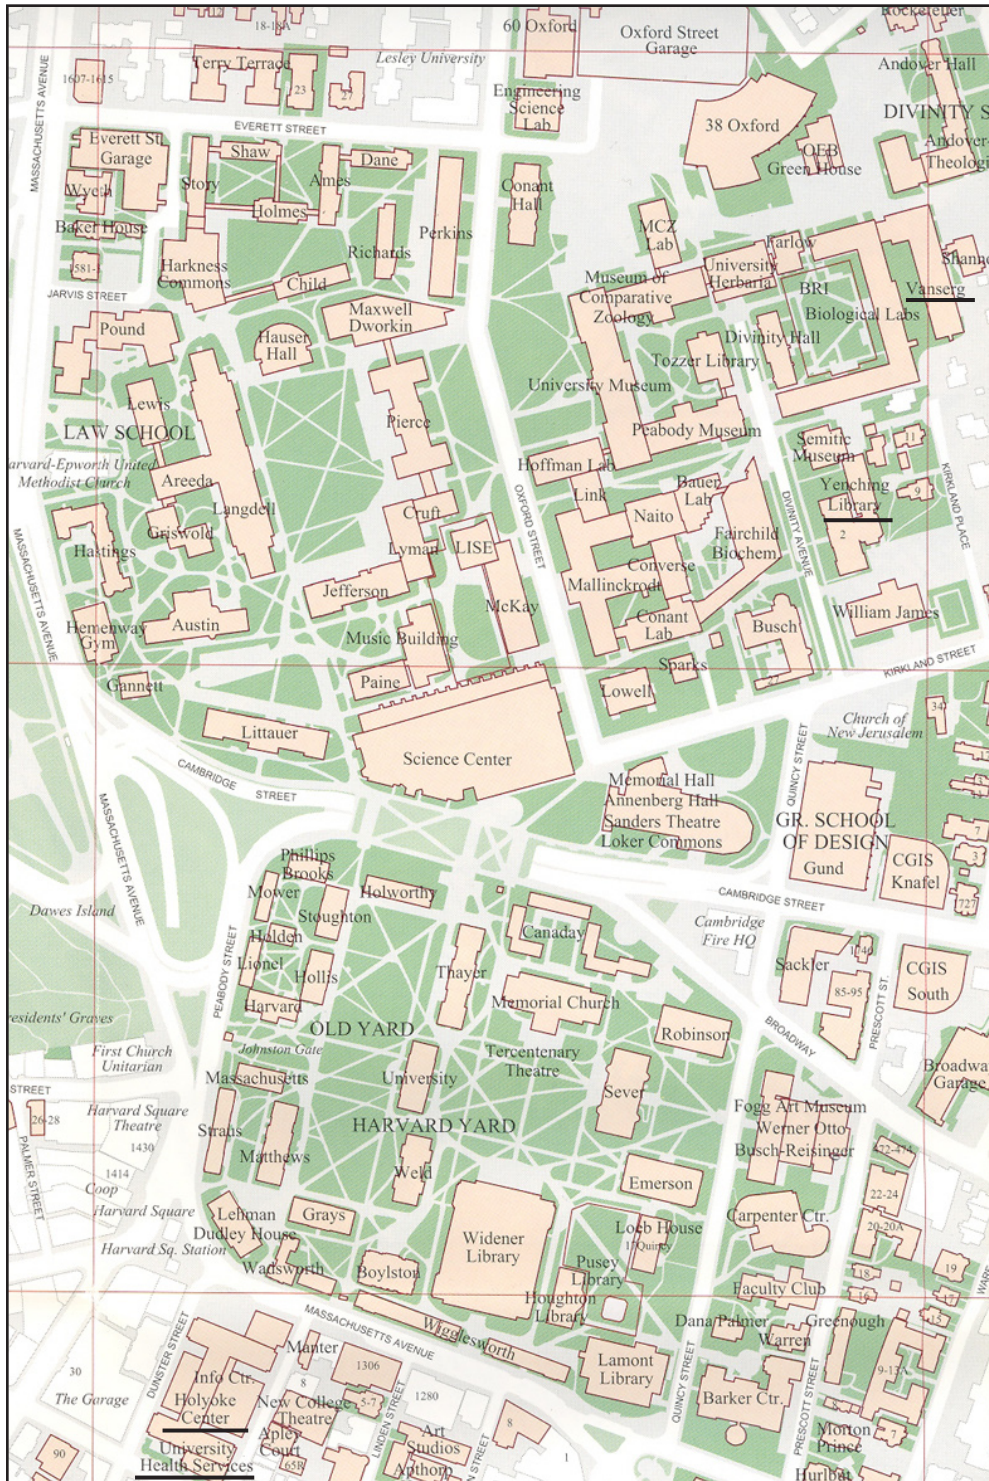 60 Oxford
Oxford Street
Garage
18-18A
Lesley University
Andover Hall
1607-1615
Terry Terrace
23
27
Engineering
Science
Lab
38 Oxford
OEB
Green House
EVERETT STREET
MASSACHUSETTS AVENUE
Everett St.
Garage
Shaw
Dane
Story
Ames
Wyeth
Holmes
Conant
Hall
Baker House
Perkins
MCZ
Lab
Farlow
Richards
Harkness
Commons
Child
University
Herbaria
Museum of
Comparative
Zoology
BRI
Vanserg
JARVIS STREET
Maxwell
Dworkin
Biological Labs
Pound
Hauser
Hall
Divinity Hall
Tozzer Library
University Museum
Lewis
Pierce
LAW SCHOOL
Peabody Museum
Semitic
Museum
11
Methodist Church
Areeda
Hoffman Lab
Bauer
Lab
Yenching
Library
9
Link
Langdell
Cruft
Naito
OXFORD STREET
DIVINITY AVENUE
KIRKLAND PLACE
Griswold
2
Hastings
Lyman
LISE
Fairchild
Biochem
Converse
Mallinckrodt
Jefferson
McKay
MASSACHUSETTS AVENUE
Hemenway
Gym
Austin
Music Building
Conant
Lab
Busch
William James
Gannett
Paine
Sparks
KIRKLAND STREET
Lowell
27
Littauer
Church of
New Jerusalem
Science Center
CAMBRIDGE STREET
Memorial Hall
Annenberg Hall
Sanders Theatre
Loker Commons
QUINCY STREET
GR. SCHOOL
OF DESIGN
Gund
CGIS
Knafel
7
3
MASSACHUSETTS AVENUE
Phillips
Brooks
Mower
Holworthy
Stoughton
CAMBRIDGE STREET
1727
Dawes Island
Cambridge
Fire HQ
Holden
Canaday
Lionel
Hollis
Thayer
Sackler
CGIS
South
PEABODY STREET
85-95
Harvard
Memorial Church
PRESCOTT ST.
OLD YARD
Robinson
BROADWAY
Johnston Gate
First Church
Unitarian
Tercentenary
Theatre
Massachusetts
University
Garage
Sever
STREET
26-28
Harvard Square
Theatre
1430
Straus
HARVARD YARD
Fogg Art Museum
Werner Otto
Busch-Reisinger
472-474
PALMER STREET
Matthews
1414
Coop
Weld
Emerson
22-24
Harvard Square
Lehman
Dudley House
Grays
Loeb House
17 Quincy
Carpenter Ctr.
20-20A
Harvard Sq. Station
Widener
Library
Wadsworth
Boylston
Pusey
Library
Faculty Club
18
16
19
17
15
Houghton
Library
MASSACHUSETTS AVENUE
Wigglesworth
Dana Palmer
Warren
Greenough
DUNSTER STREET
Manter
1306
Lamont
Library
30
The Garage
Info Ctr.
Holyoke
Center
8
New College
Theatre
5-7
1280
LINDEN STREET
Barker Ctr.
9-13A
QUINCY STREET
PRESCOTT STREET
8
Morton
Prince
7
90
University
Health Services
Apley
Court
65R
Art
Studios
Apthorp
8
1
Hurlbut